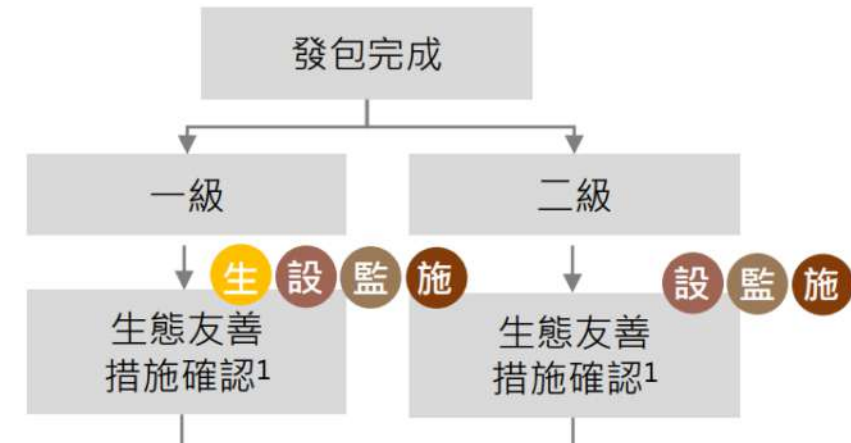 發包完成
一級
二級
生 設 監 施
設 監 施
生態友善
措施確認1
生態友善
措施確認1